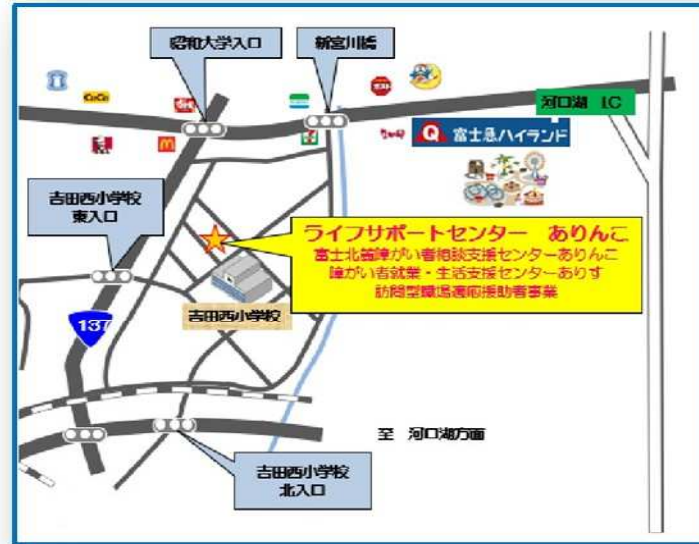 昭和大学入口
新宮川橋
CoCo
ガスト
河口湖 I.C
Q 富士急ハイランド
吉田西小学校
東入口
ライフサポートセンター ありんこ
富士北麓障がい者相談支援センターありんこ
障がい者就業・生活支援センターありす
訪問型職場適応援助者事業
吉田西小学校
137
至 河口湖方面
吉田西小学校
北入口